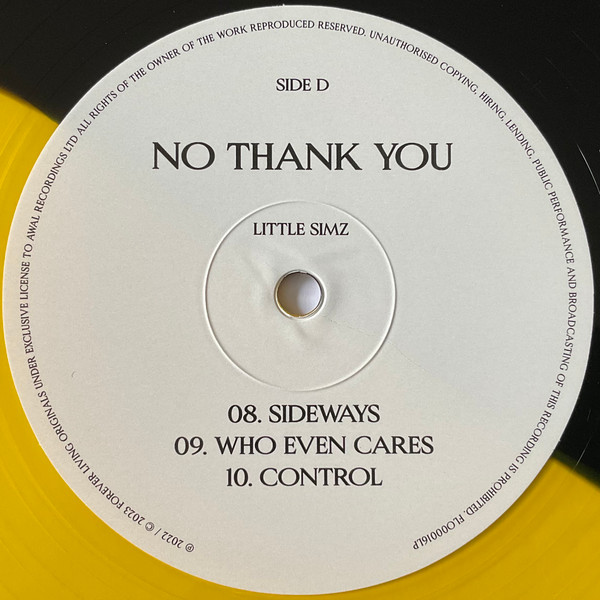 SIDE D
NO THANK YOU
LITTLE SIMZ
08. SIDEWAYS
09. WHO EVEN CARES
10. CONTROL
℗ 2022 / © 2023 FOREVER LIVING ORIGINALS UNDER EXCLUSIVE LICENSE TO AWAL RECORDINGS LTD ALL RIGHTS OF THE OWNER OF THE WORK REPRODUCED RESERVED. UNAUTHORISED COPYING, HIRING, LENDING, PUBLIC PERFORMANCE AND BROADCASTING OF THIS RECORDING IS PROHIBITED. FLO00016LP